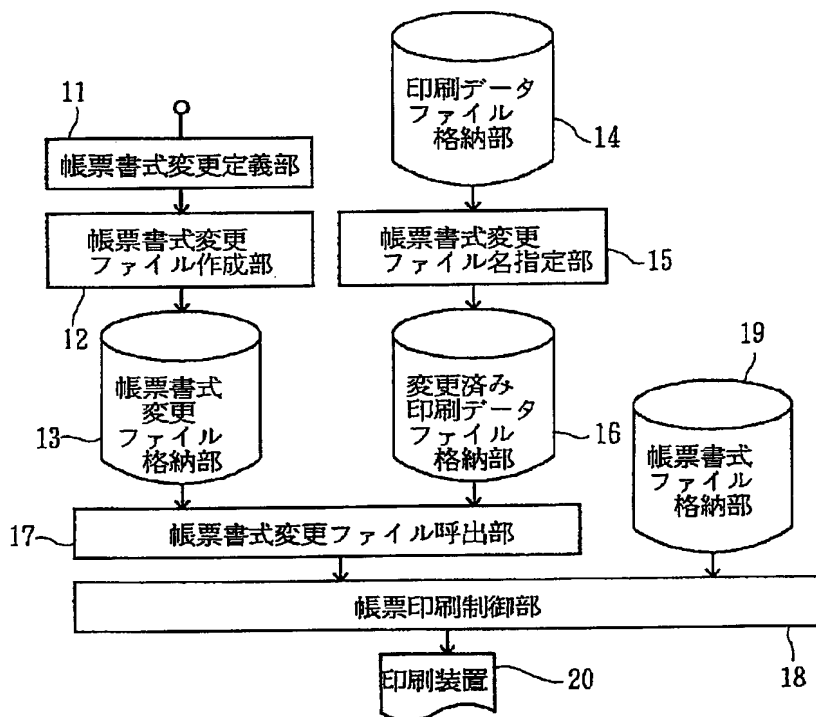 11
帳票書式変更定義部
帳票書式変更
ファイル作成部
12
帳票書式
変更
ファイル
格納部
13
印刷データ
ファイル
格納部
14
帳票書式変更
ファイル名指定部
15
変更済み
印刷データ
ファイル
格納部
16
19
帳票書式
ファイル
格納部
17
帳票書式変更ファイル呼出部
帳票印刷制御部
18
印刷装置
20